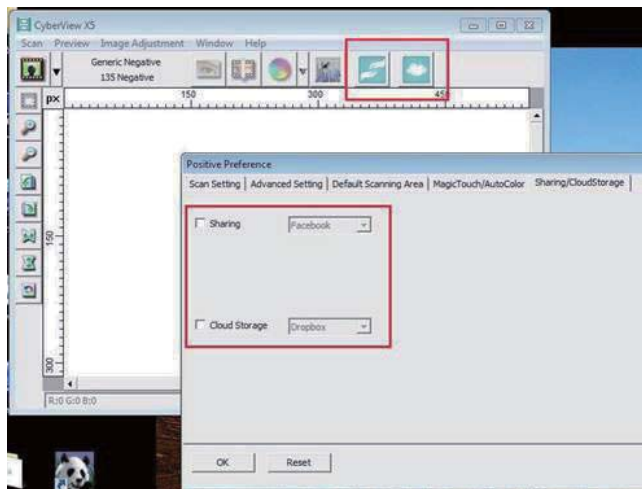 CyberView X5
Scan Preview Image Adjustment Window Help
Generic Negative
135 Negative
px 150 300 450
Positive Preference
Scan Setting Advanced Setting Default Scanning Area MagicTouch/AutoColor Sharing/CloudStorage
Sharing Facebook
150
Cloud Storage Dropbox
300
R:0 G:0 B:0
OK Reset